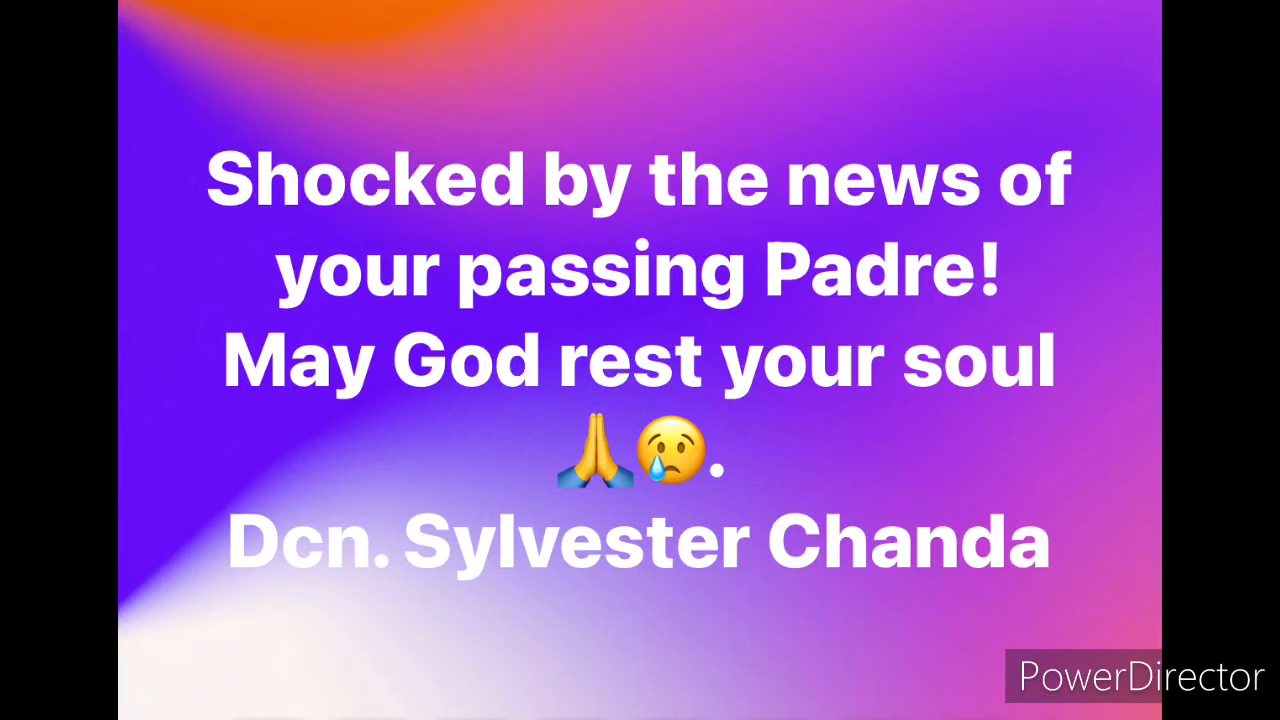 Shocked by the news of
your passing Padre!
May God rest your soul
🙏😢.
Dcn. Sylvester Chanda
PowerDirector